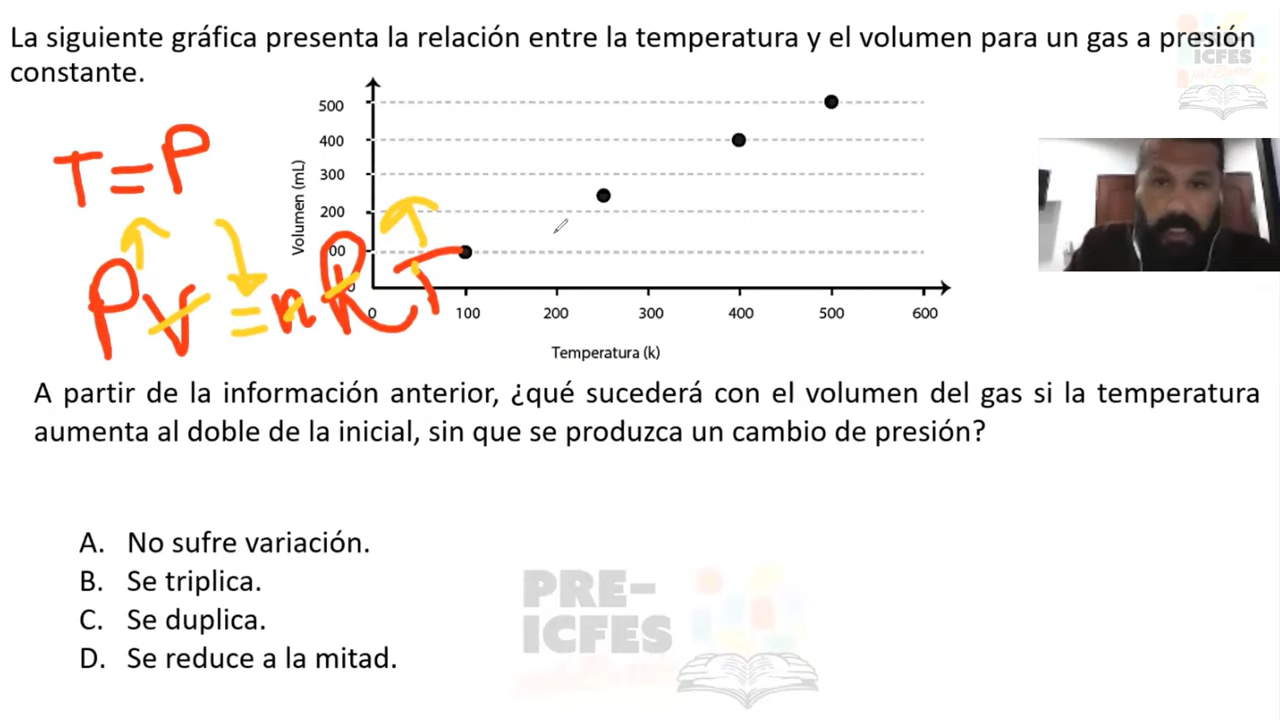 La siguiente gráfica presenta la relación entre la temperatura y el volumen para un gas a presión
constante.
500
400
300
200
00
0
Volumen (mL)
0 100 200 300 400 500 600
Temperatura (k)
T=P
PV=nRT
A partir de la información anterior, ¿qué sucederá con el volumen del gas si la temperatura
aumenta al doble de la inicial, sin que se produzca un cambio de presión?
A. No sufre variación.
B. Se triplica.
C. Se duplica.
D. Se reduce a la mitad.
PRE-
ICFES
ICFES